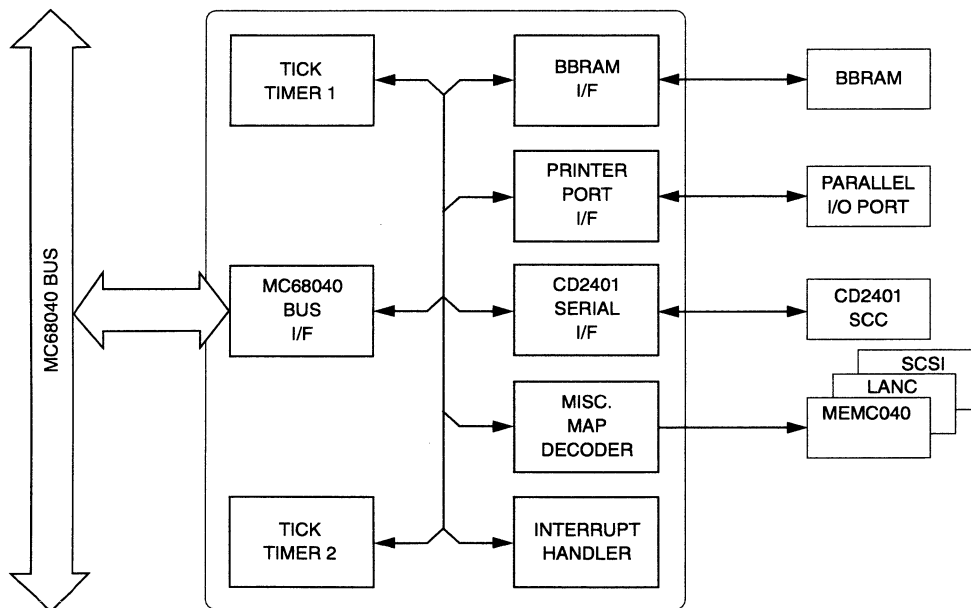 MC68040 BUS
TICK
TIMER 1
BBRAM
I/F
BBRAM
PRINTER
PORT
I/F
PARALLEL
I/O PORT
MC68040
BUS
I/F
CD2401
SERIAL
I/F
CD2401
SCC
SCSI
LANC
MEMC040
MISC.
MAP
DECODER
TICK
TIMER 2
INTERRUPT
HANDLER